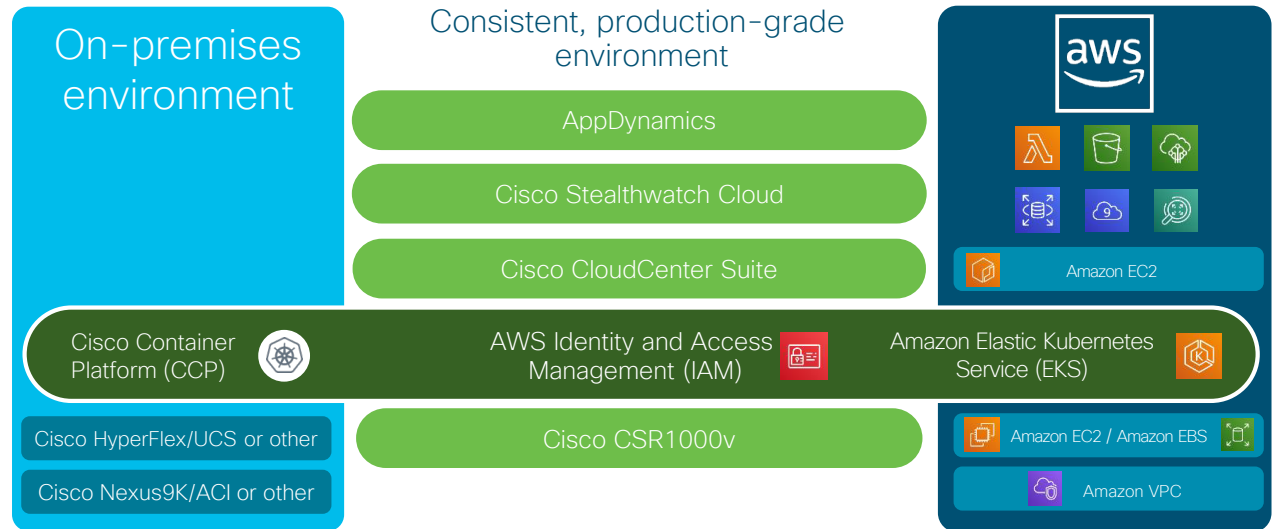 On-premises
environment
Consistent, production-grade
environment
AppDynamics
Cisco Stealthwatch Cloud
Cisco CloudCenter Suite
aws
9
Amazon EC2
Cisco Container
Platform (CCP)
AWS Identity and Access
Management (IAM)
Amazon Elastic Kubernetes
Service (EKS)
K
Cisco HyperFlex/UCS or other
Cisco Nexus9K/ACI or other
Cisco CSR1000v
Amazon EC2 / Amazon EBS
Amazon VPC